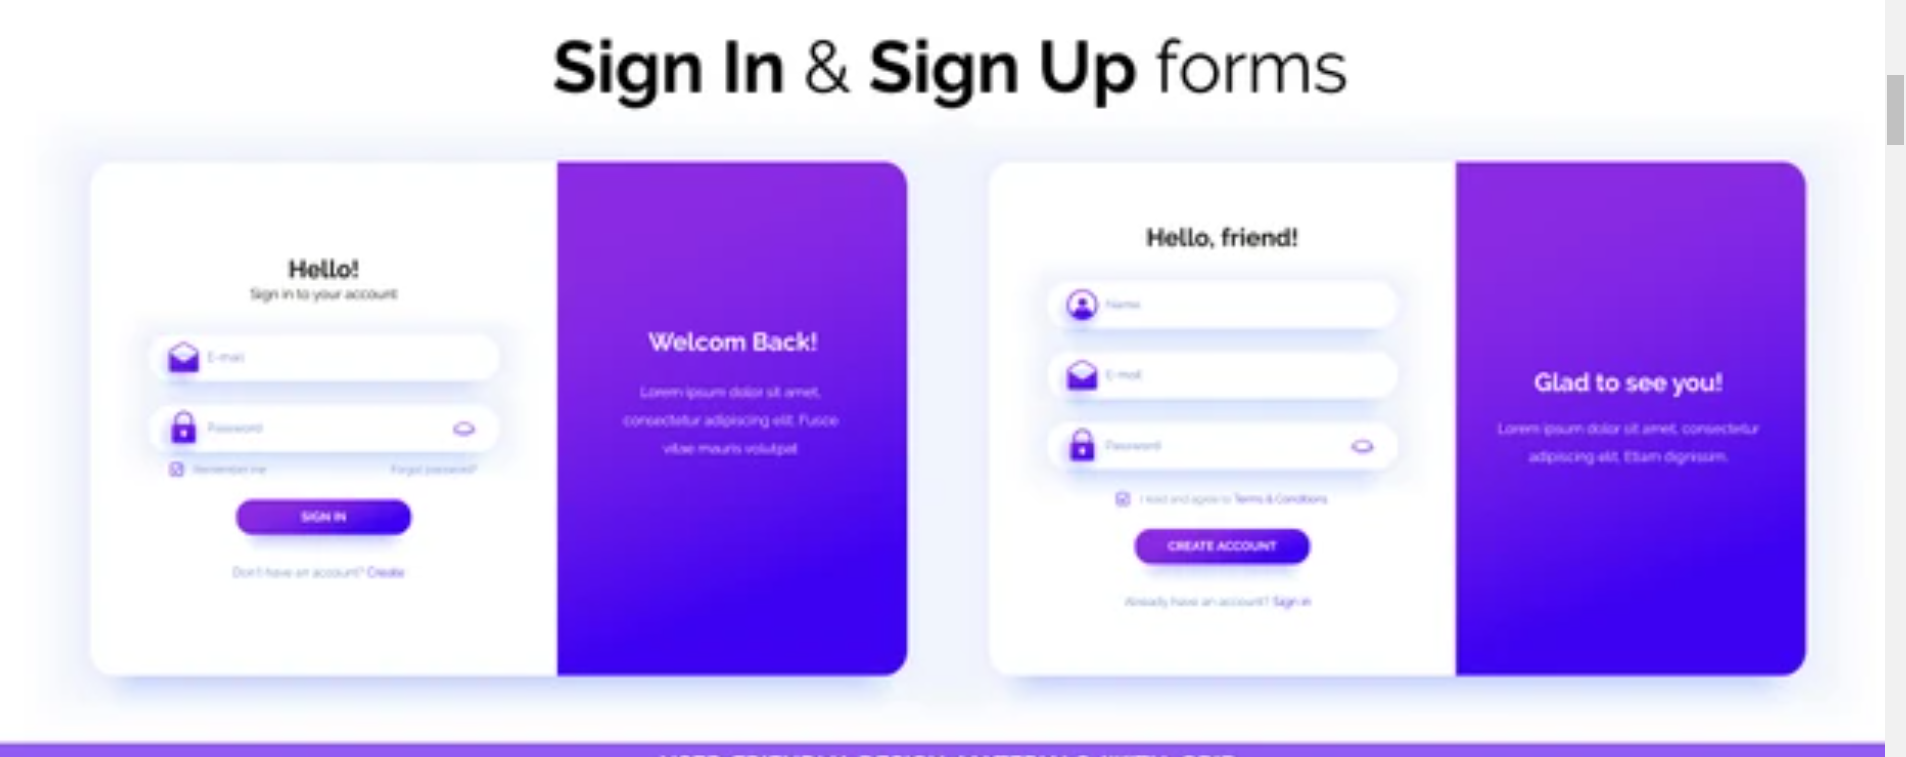 Sign In & Sign Up forms
Hello!
Sign in to your account
E-mail
Password
Remember me
Forgot password?
SIGN IN
Don't have an account? Create
Welcom Back!
Lorem ipsum dolor sit amet,
consectetur adipiscing elit. Fusce
vitae mauris volutpat
Hello, friend!
Name
E-mail
Password
I read and agree to Terms & Conditions
CREATE ACCOUNT
Already have an account? Sign in
Glad to see you!
Lorem ipsum dolor sit amet, consectetur
adipiscing elit. Etiam dignissim.